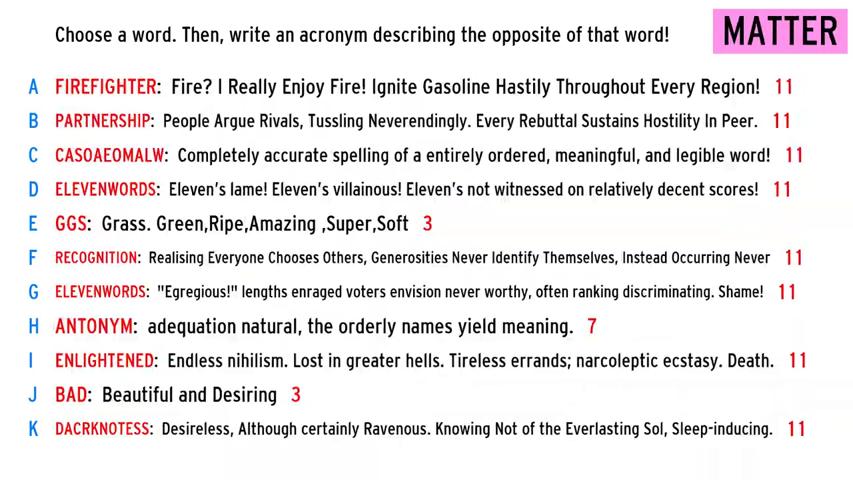 Choose a word. Then, write an acronym describing the opposite of that word!
MATTER
A FIREFIGHTER: Fire? I Really Enjoy Fire! Ignite Gasoline Hastily Throughout Every Region! 11
B PARTNERSHIP: People Argue Rivals, Tussling Neverendingly. Every Rebuttal Sustains Hostility In Peer. 11
C CASOAEOMALW: Completely accurate spelling of a entirely ordered, meaningful, and legible word! 11
D ELEVENWORDS: Eleven's lame! Eleven's villainous! Eleven's not witnessed on relatively decent scores! 11
E GGS: Grass. Green,Ripe,Amazing ,Super,Soft 3
F RECOGNITION: Realising Everyone Chooses Others, Generosities Never Identify Themselves, Instead Occurring Never 11
G ELEVENWORDS: "Egregious!" lengths enraged voters envision never worthy, often ranking discriminating. Shame! 11
H ANTONYM: adequation natural, the orderly names yield meaning. 7
I ENLIGHTENED: Endless nihilism. Lost in greater hells. Tireless errands; narcoleptic ecstasy. Death. 11
J BAD: Beautiful and Desiring 3
K DACRKNOTESS: Desireless, Although certainly Ravenous. Knowing Not of the Everlasting Sol, Sleep-inducing. 11